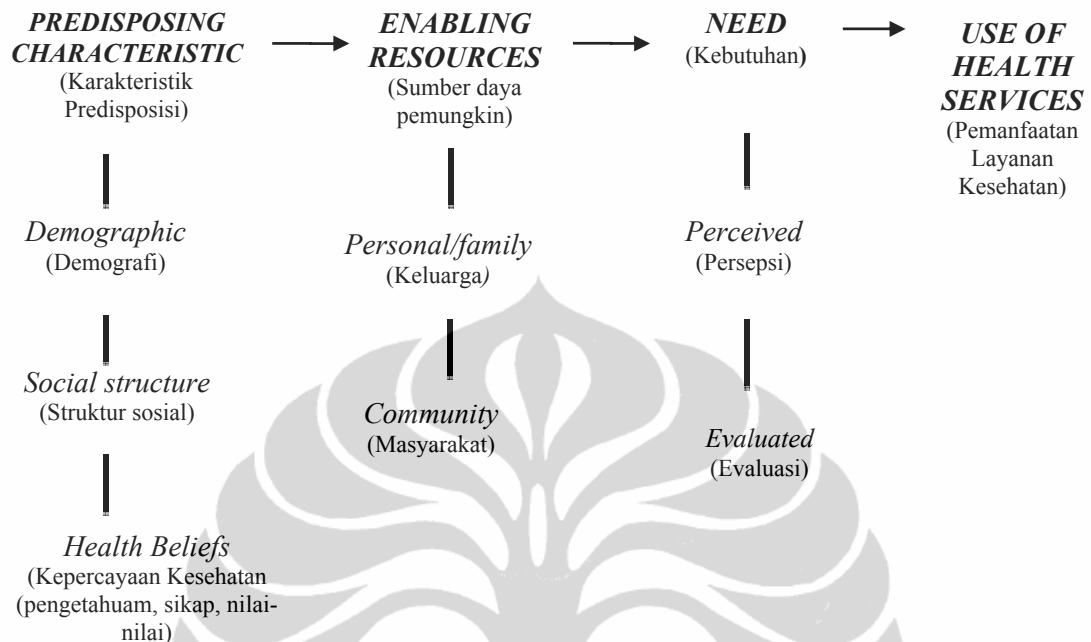 PREDISPOSING
CHARACTERISTIC
(Karakteristik
Predisposisi)
Demographic
(Demografi)
Social structure
(Struktur sosial)
Health Beliefs
(Kepercayaan Kesehatan
(pengetahuam, sikap, nilai-
nilai)
ENABLING
RESOURCES
(Sumber daya
pemungkin)
Personal/family
(Keluarga)
Community
(Masyarakat)
NEED
(Kebutuhan)
Perceived
(Persepsi)
Evaluated
(Evaluasi)
USE OF
HEALTH
SERVICES
(Pemanfaatan
Layanan
Kesehatan)